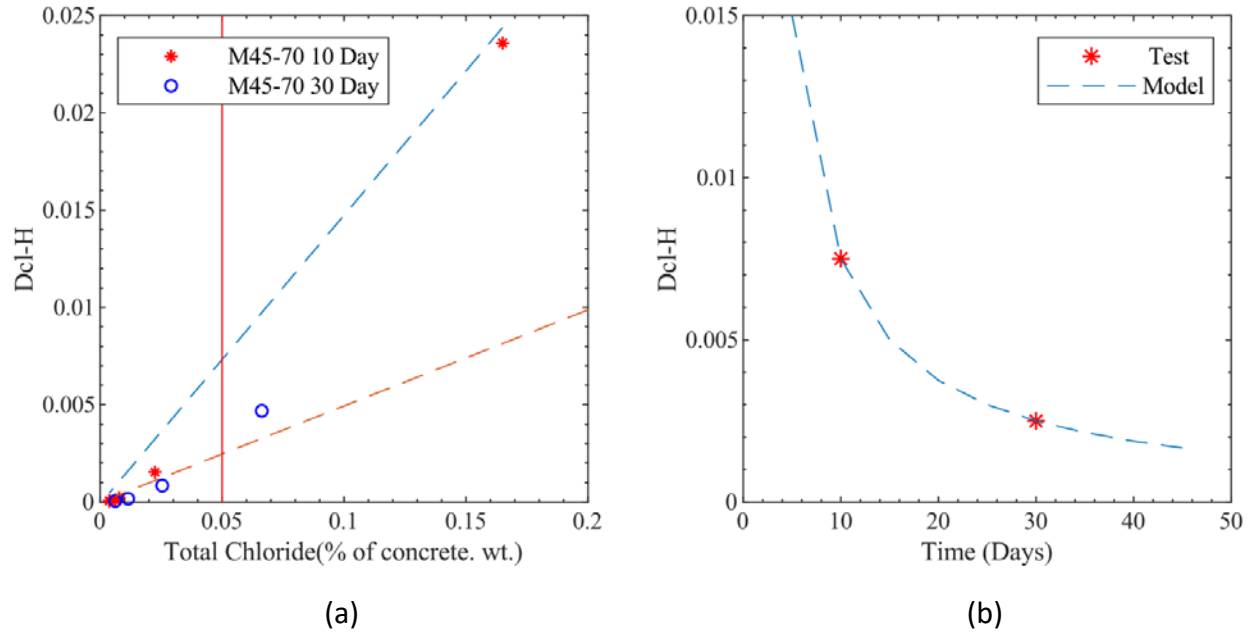 M45-70 10 Day
M45-70 30 Day
0.025
0.02
0.015
0.01
0.005
0
Dcl-H
0 0.05 0.1 0.15 0.2
Total Chloride(% of concrete. wt.)
(a)
Test
Model
0.015
0.01
0.005
0
Dcl-H
0 10 20 30 40 50
Time (Days)
(b)